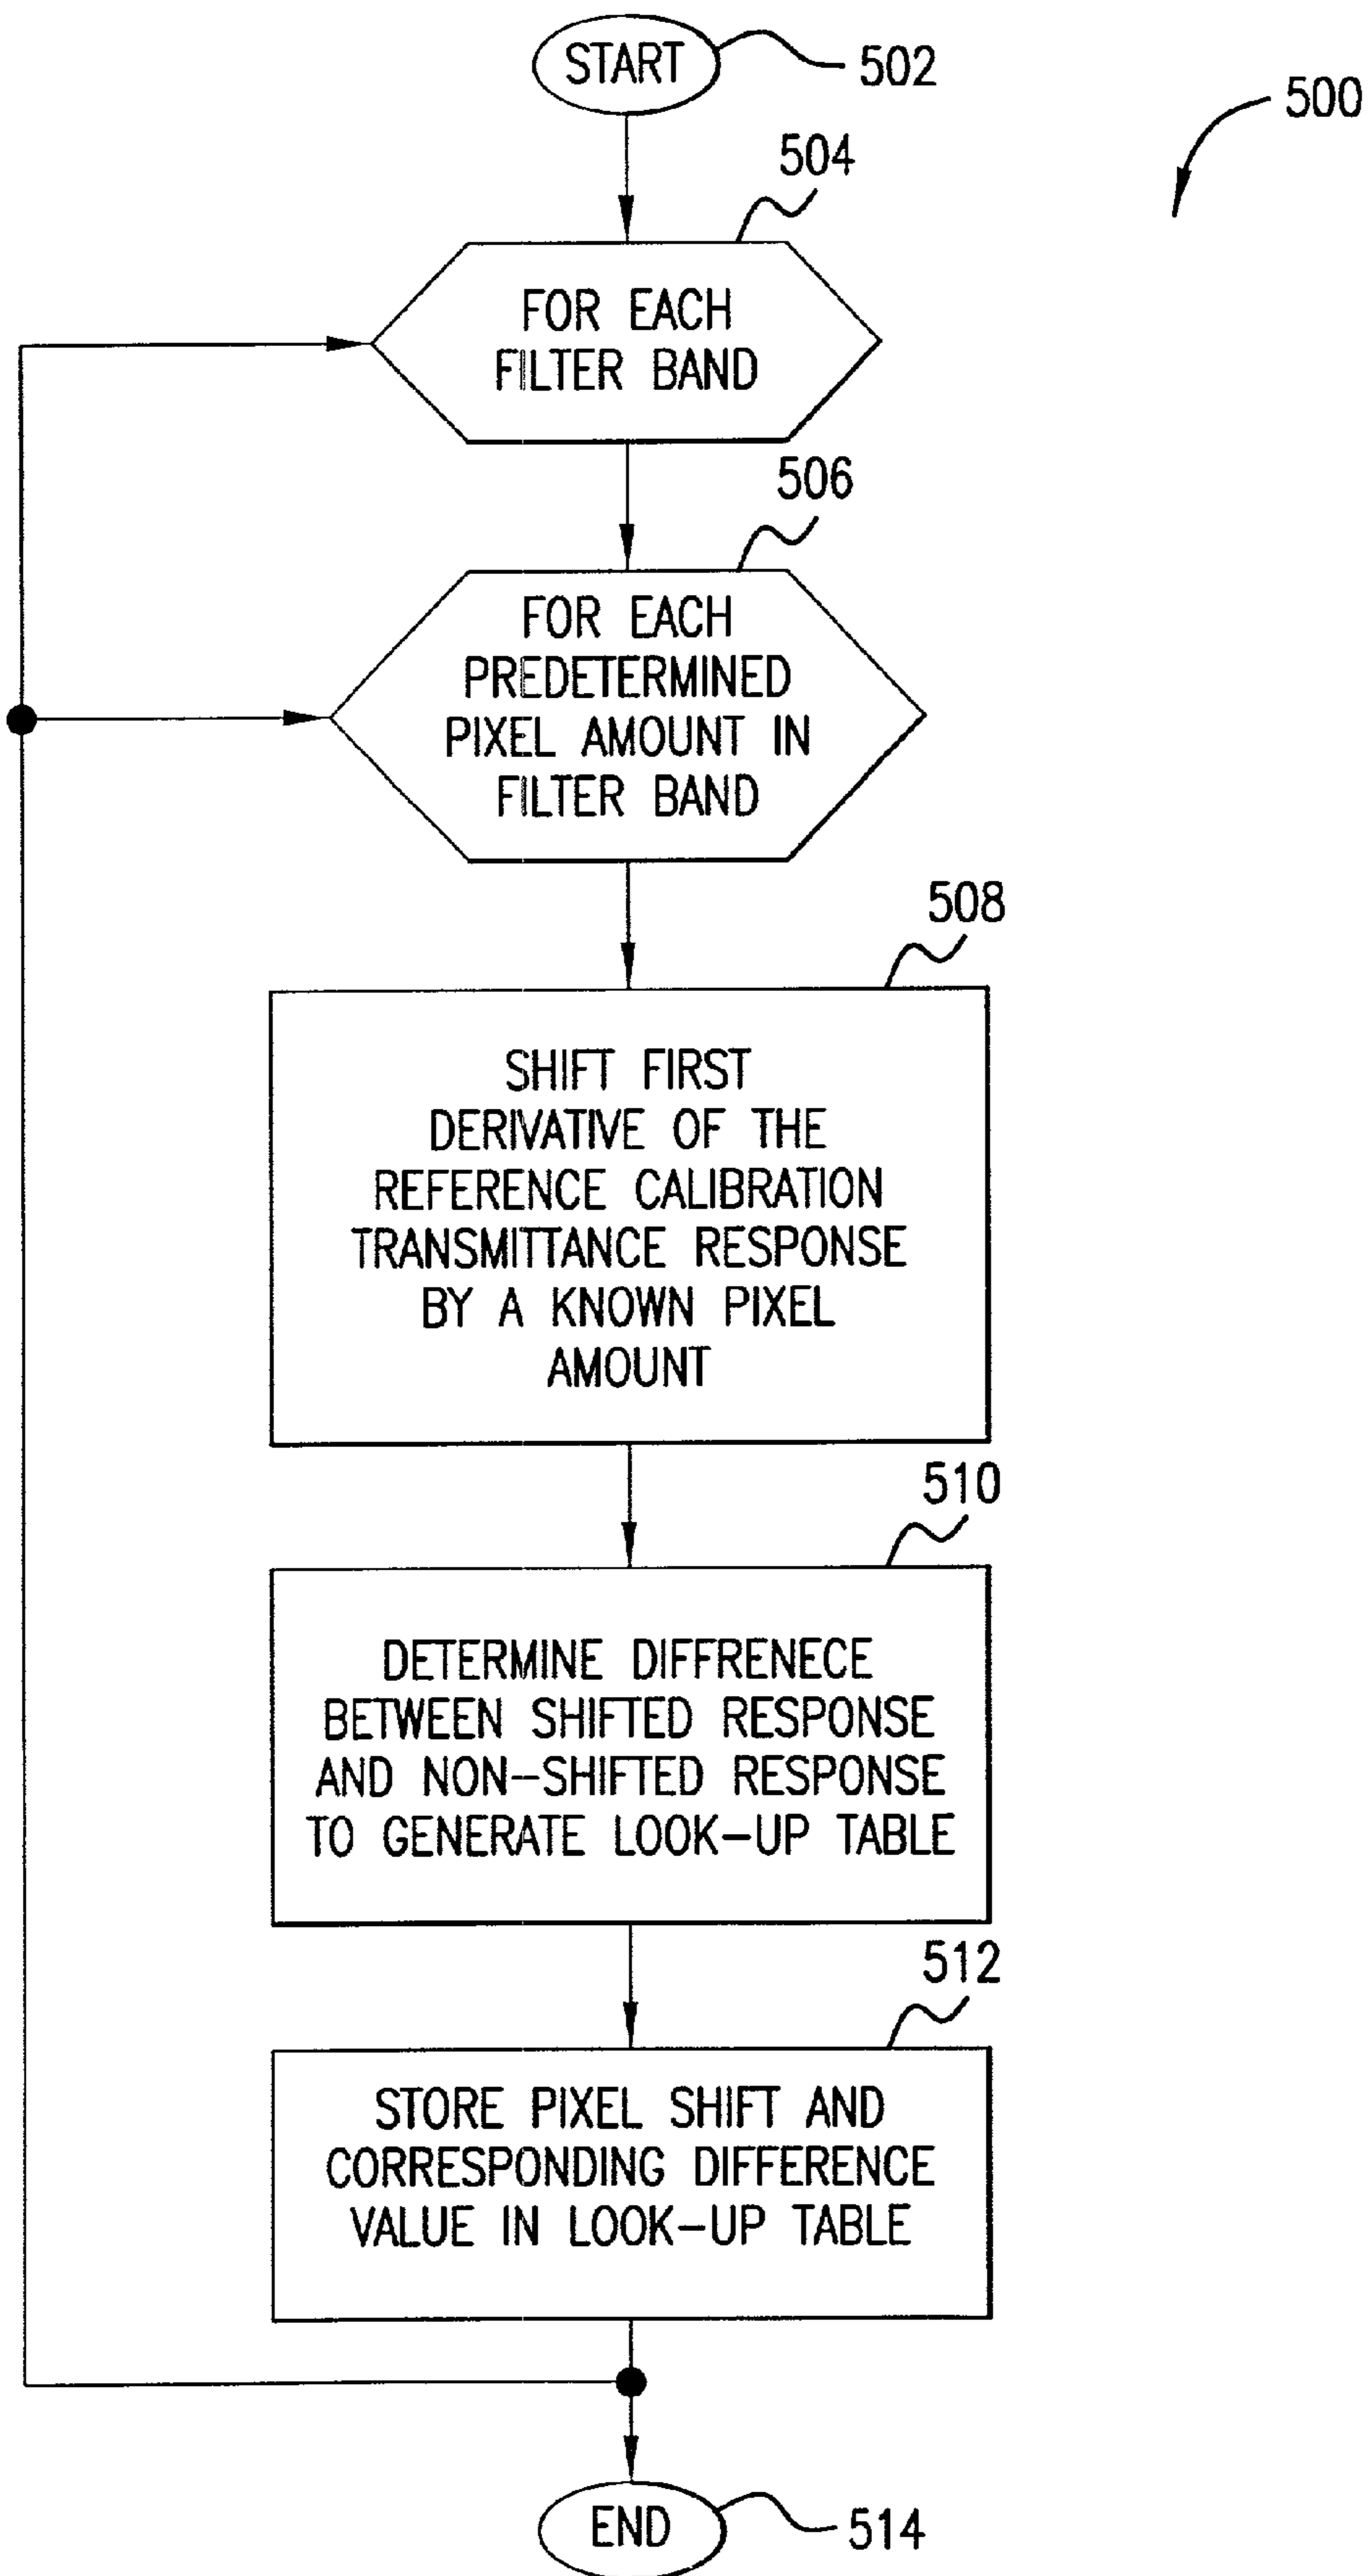 START
502
500
504
FOR EACH
FILTER BAND
506
FOR EACH
PREDETERMINED
PIXEL AMOUNT IN
FILTER BAND
508
SHIFT FIRST
DERIVATIVE OF THE
REFERENCE CALIBRATION
TRANSMITTANCE RESPONSE
BY A KNOWN PIXEL
AMOUNT
510
DETERMINE DIFFRENECE
BETWEEN SHIFTED RESPONSE
AND NON-SHIFTED RESPONSE
TO GENERATE LOOK-UP TABLE
512
STORE PIXEL SHIFT AND
CORRESPONDING DIFFERENCE
VALUE IN LOOK-UP TABLE
END
514